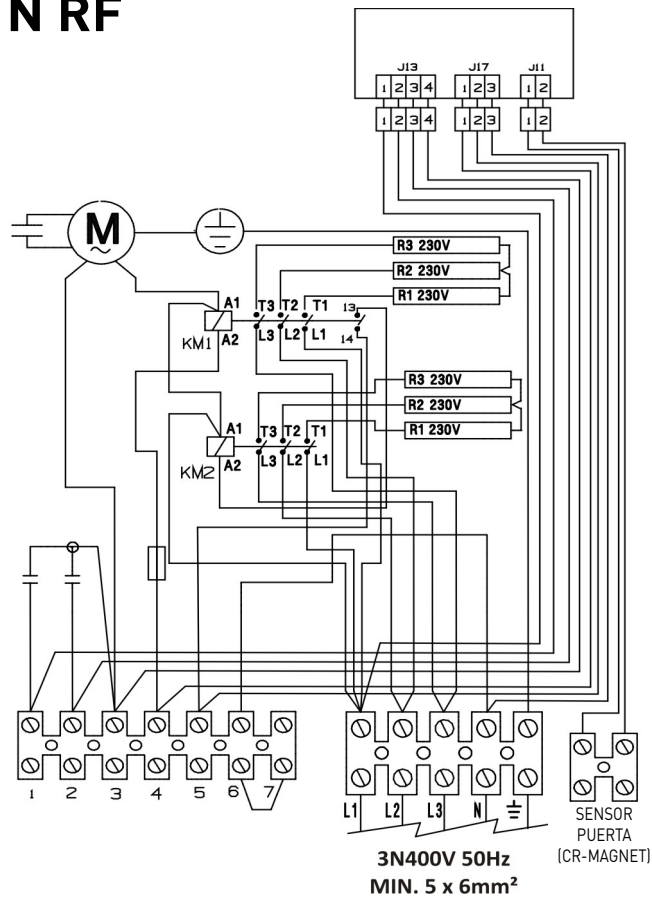 N RF
J13 J17 J11
1 2 3 4 1 2 3 1 2
1 2 3 4 1 2 3 1 2
M
~
R3 230V
R2 230V
R1 230V
A1 T3 T2 T1 13
KM1 A2 L3 L2 L1 14
R3 230V
R2 230V
R1 230V
A1 T3 T2 T1
KM2 A2 L3 L2 L1
1 2 3 4 5 6 7
L1 L2 L3 N
SENSOR
PUERTA
(CR-MAGNET)
3N400V 50Hz
MIN. 5 x 6mm²